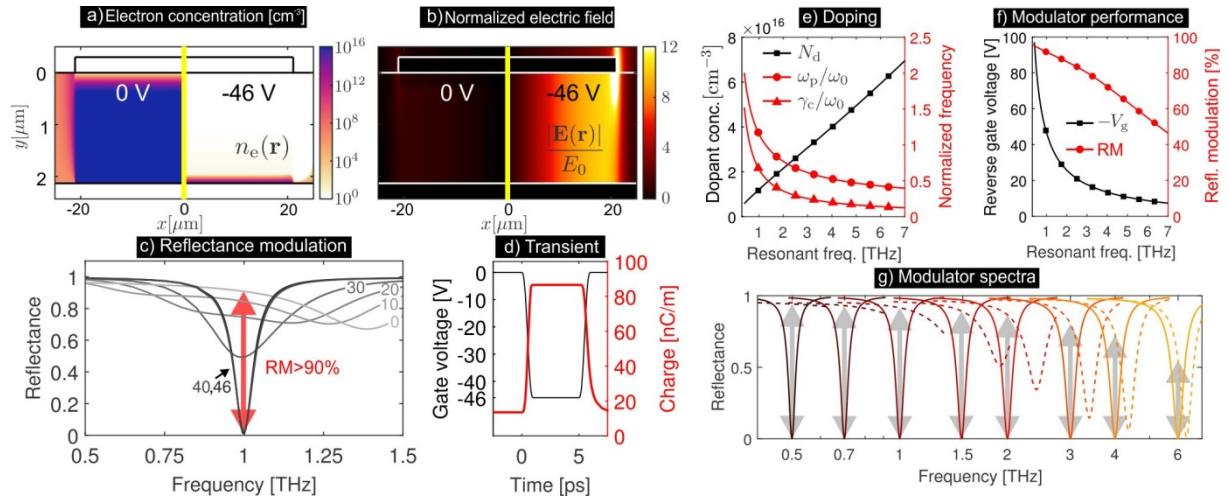 a) Electron concentration [cm⁻³]
0 V
-46 V
nₑ(r)
y[μm]
0
1
2
-20
0
20
x[μm]
10¹⁶
10¹⁴
10¹²
10¹⁰
10⁸
10⁶
10⁴
10²
10⁰
b) Normalized electric field
0 V
-46 V
|E(r)|
E₀
-20
0
20
x[μm]
12
8
4
0
e) Doping
×10¹⁶
8
6
4
2
0
Dopant conc. [cm⁻³]
N_d
ω_p/ω₀
γ_c/ω₀
2.5
2
1.5
1
0.5
0
Normalized frequency
1 2 3 4 5 6 7
Resonant freq. [THz]
f) Modulator performance
100
80
60
40
20
0
Reverse gate voltage [V]
-V_g
RM
100
80
60
40
20
0
Refl. modulation [%]
1 2 3 4 5 6 7
Resonant freq. [THz]
c) Reflectance modulation
1
0.8
0.6
0.4
0.2
0
Reflectance
30
20
10
0
40,46
RM>90%
0.5 0.75 1 1.25 1.5
Frequency [THz]
d) Transient
0
-10
-20
-30
-40
-46
Gate voltage [V]
100
80
60
40
20
0
Charge [nC/m]
0 5
Time [ps]
g) Modulator spectra
1
0.5
0
Reflectance
0.5 0.7 1 1.5 2 3 4 6
Frequency [THz]